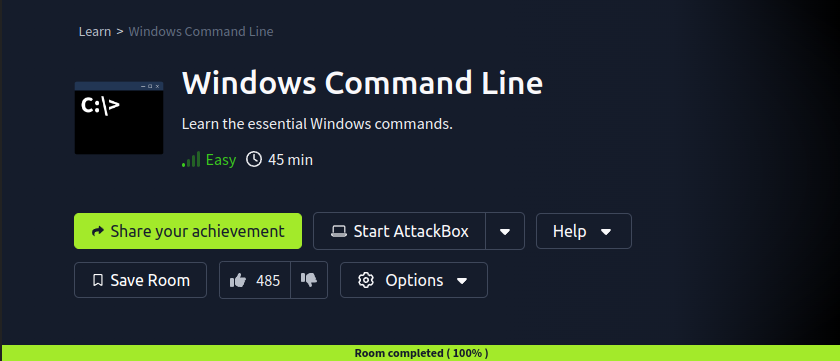 Learn > Windows Command Line
C:\>
Windows Command Line
Learn the essential Windows commands.
Easy 45 min
Share your achievement Start AttackBox Help
Save Room 485 Options
Room completed ( 100% )